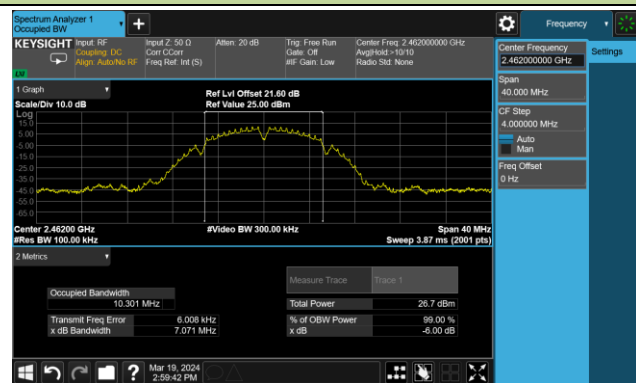 Spectrum Analyzer 1
Occupied BW
Frequency
KEYSIGHT
Input: RF
Coupling: DC
Align: Auto/No RF
Input Z: 50 Ω
Corr CCorr
Freq Ref: Int (S)
Atten: 20 dB
Trig: Free Run
Gate: Off
#IF Gain: Low
Center Freq: 2.462000000 GHz
Avg|Hold:>10/10
Radio Std: None
LXI
Center Frequency
2.462000000 GHz
Settings
Span
40.000 MHz
CF Step
4.000000 MHz
Auto
Man
Freq Offset
0 Hz
1 Graph
Scale/Div 10.0 dB
Ref Lvl Offset 21.60 dB
Ref Value 25.00 dBm
Log
15.0
5.00
-5.00
-15.0
-25.0
-35.0
-45.0
-55.0
-65.0
Center 2.46200 GHz
#Res BW 100.00 kHz
#Video BW 300.00 kHz
Span 40 MHz
Sweep 3.87 ms (2001 pts)
2 Metrics
Measure Trace
Trace 1
Occupied Bandwidth
10.301 MHz
Total Power
26.7 dBm
Transmit Freq Error
6.008 kHz
% of OBW Power
99.00 %
x dB Bandwidth
7.071 MHz
x dB
-6.00 dB
Mar 19, 2024
2:59:42 PM